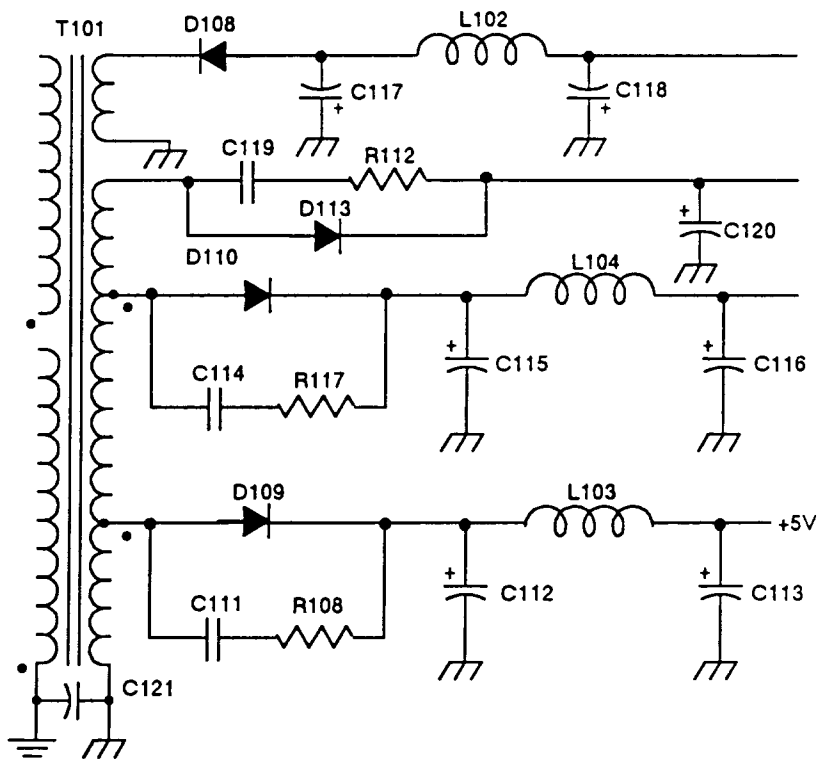 T101
D108
L102
C117
+
C118
+
C119
R112
D113
+
C120
D110
L104
+
C115
+
C116
C114
R117
D109
L103
+5V
+
C112
+
C113
C111
R108
C121